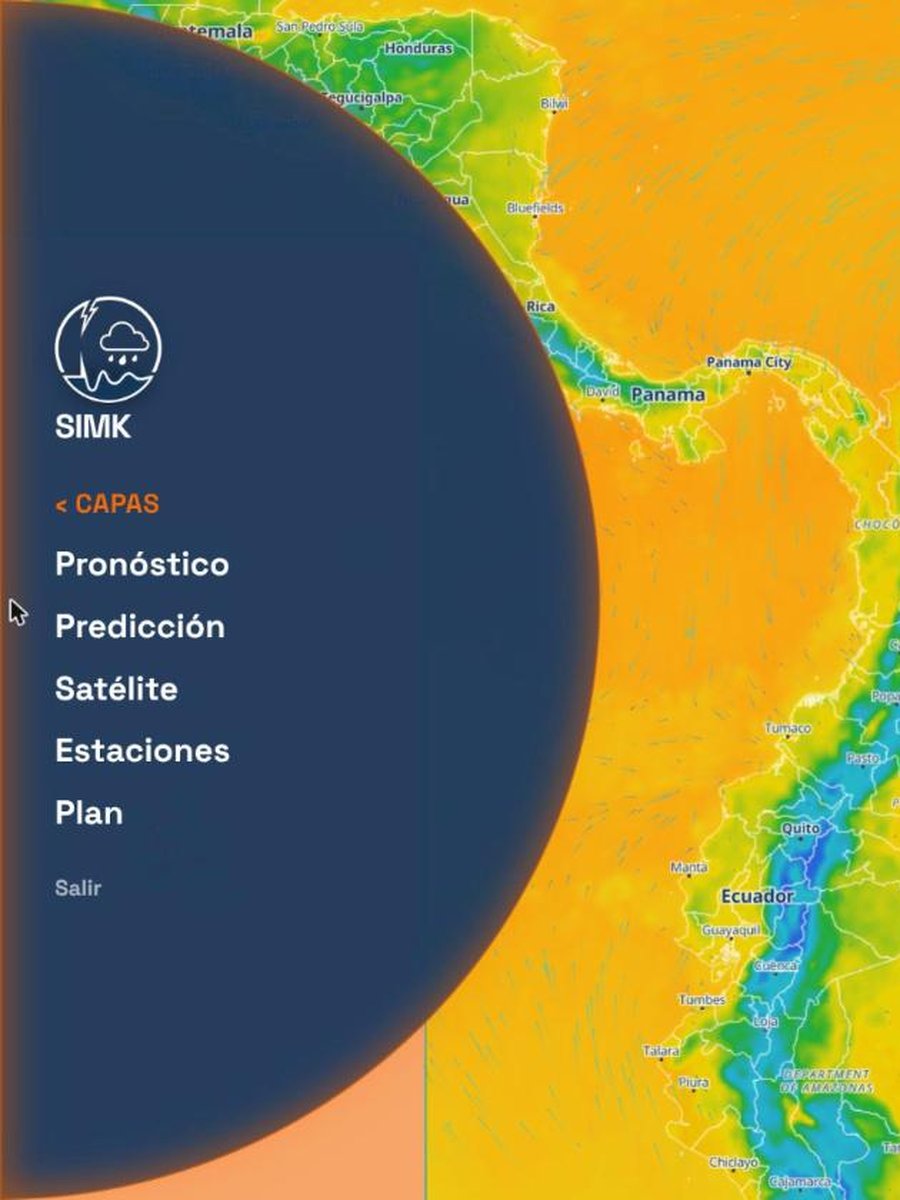 San Pedro Sula
Honduras
Tegucigalpa
Bilwi
Bluefields
Rica
Panama City
David
Panama
SIMK
< CAPAS
CHOCÓ
Pronóstico
Predicción
Satélite
Tumaco
Estaciones
Pasto
Plan
Quito
Manta
Salir
Ecuador
Guayaquil
Cuenca
Tumbes
Loja
Talara
Piura
DEPARTMENT
OF AMAZONAS
Chiclayo
Cajamarca